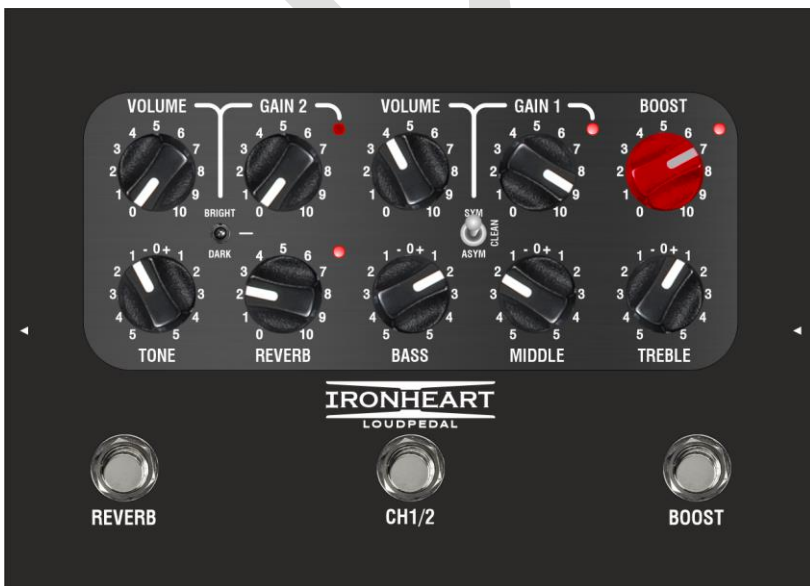 VOLUME GAIN 2 VOLUME GAIN 1 BOOST
0 1 2 3 4 5 6 7 8 9 10
0 1 2 3 4 5 6 7 8 9 10
0 1 2 3 4 5 6 7 8 9 10
0 1 2 3 4 5 6 7 8 9 10
0 1 2 3 4 5 6 7 8 9 10
BRIGHT
DARK
SYM
ASYM
CLEAN
5 4 3 2 1 - 0 + 1 2 3 4 5
0 1 2 3 4 5 6 7 8 9 10
5 4 3 2 1 - 0 + 1 2 3 4 5
5 4 3 2 1 - 0 + 1 2 3 4 5
5 4 3 2 1 - 0 + 1 2 3 4 5
TONE REVERB BASS MIDDLE TREBLE
IRONHEART
LOUDPEDAL
REVERB CH1/2 BOOST